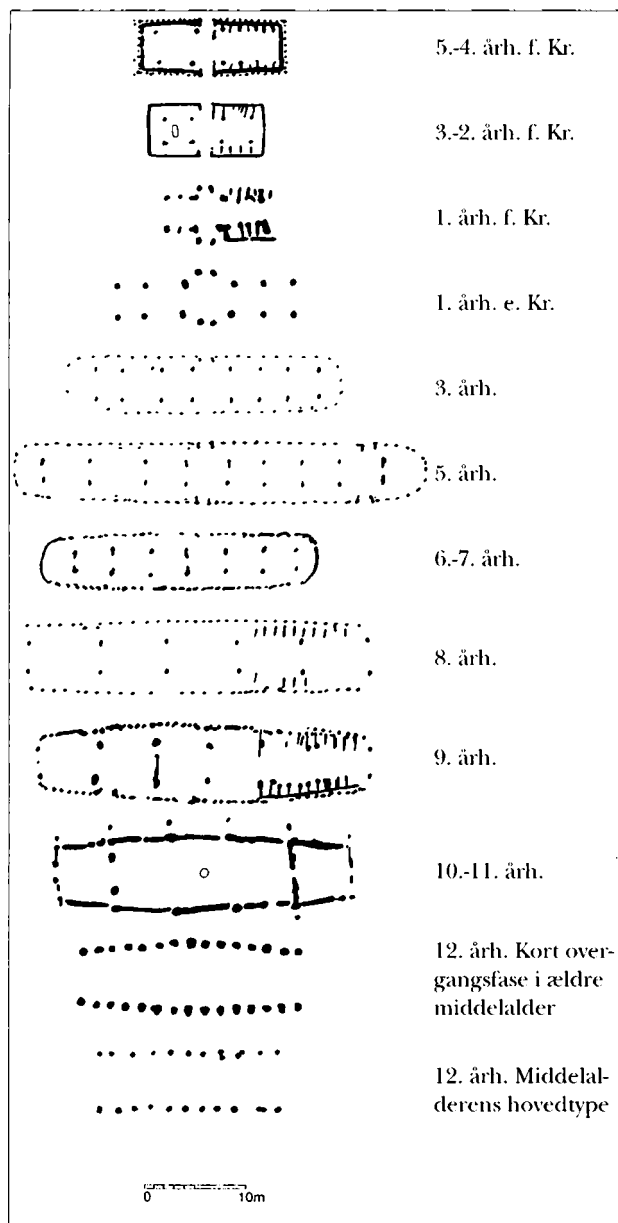 5.-4. årh. f. Kr.
3.-2. årh. f. Kr.
1. årh. f. Kr.
1. årh. e. Kr.
3. årh.
5. årh.
6.-7. årh.
8. årh.
9. årh.
10.-11. årh.
12. årh. Kort over-
gangsfase i ældre
middelalder
12. årh. Middelal-
derens hovedtype
0 10m